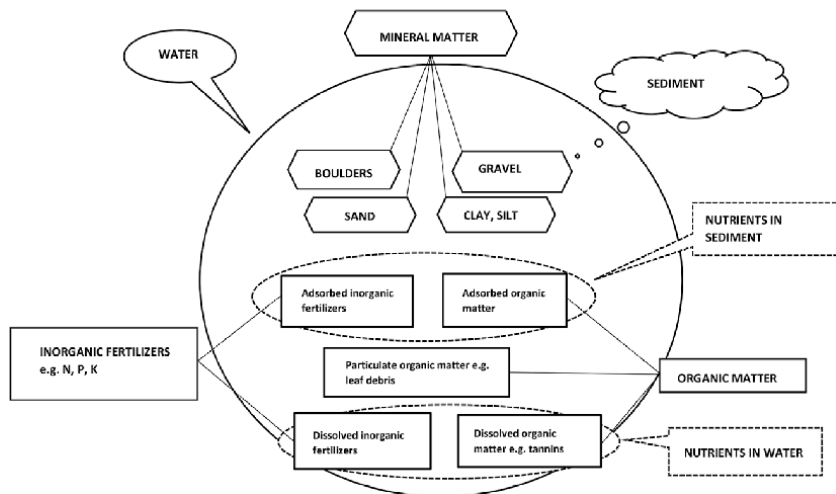 MINERAL MATTER
WATER
SEDIMENT
BOULDERS
GRAVEL
SAND
CLAY, SILT
NUTRIENTS IN
SEDIMENT
Adsorbed inorganic
fertilizers
Adsorbed organic
matter
INORGANIC FERTILIZERS
e.g. N, P, K
Particulate organic matter e.g.
leaf debris
ORGANIC MATTER
Dissolved inorganic
fertilizers
Dissolved organic
matter e.g. tannins
NUTRIENTS IN WATER